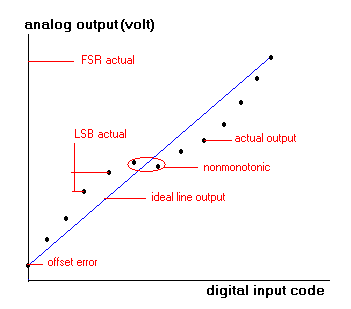 analog output (volt)
FSR actual
LSB actual
actual output
nonmonotonic
ideal line output
offset error
digital input code